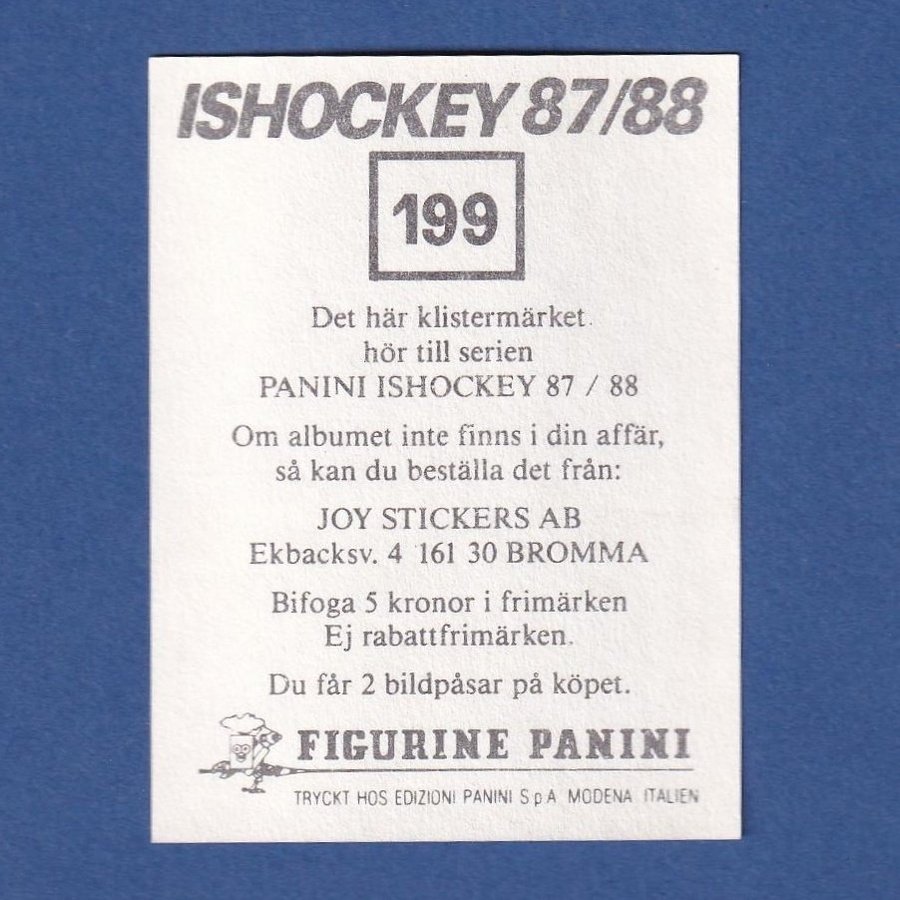 ISHOCKEY 87/88
199
Det här klistermärket
hör till serien
PANINI ISHOCKEY 87 / 88
Om albumet inte finns i din affär,
så kan du beställa det från:
JOY STICKERS AB
Ekbacksv. 4 161 30 BROMMA
Bifoga 5 kronor i frimärken
Ej rabattfrimärken.
Du får 2 bildpåsar på köpet.
FIGURINE PANINI
TRYCKT HOS EDIZIONI PANINI S p A MODENA ITALIEN